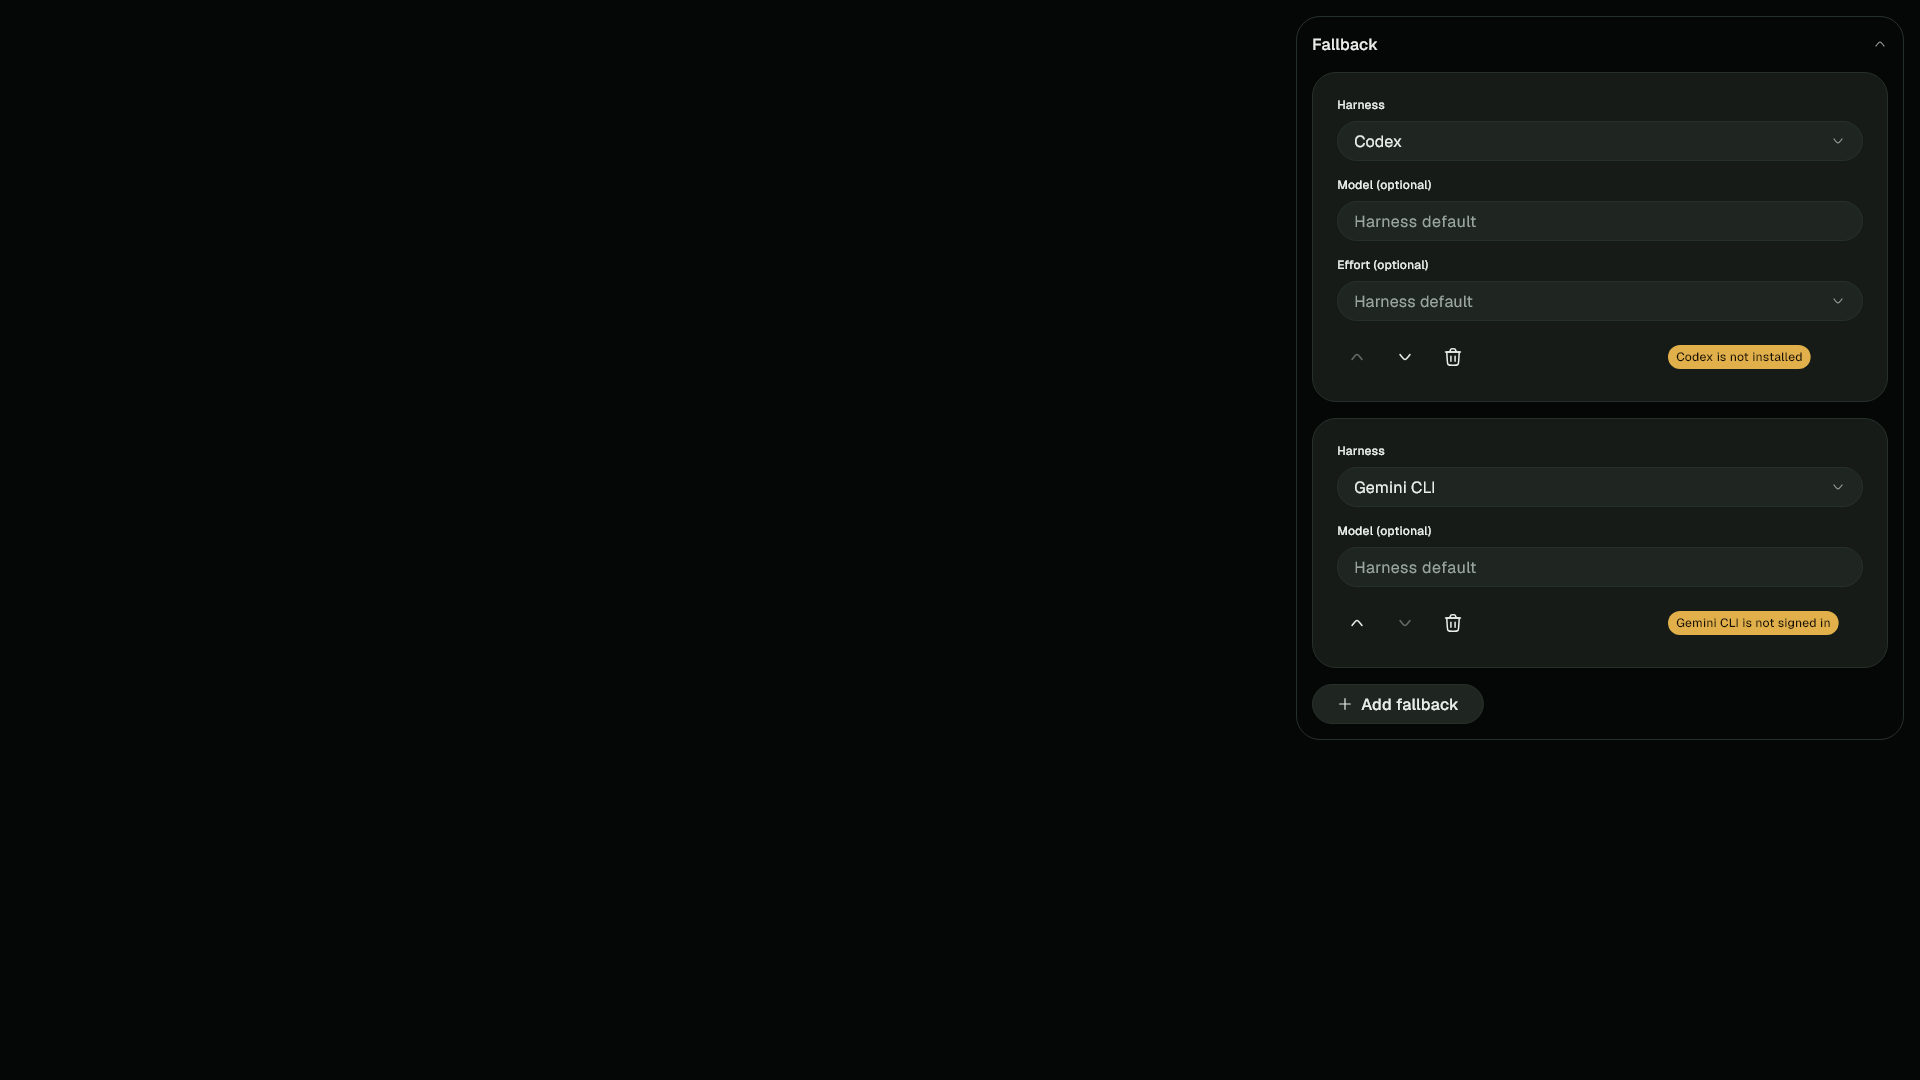 Fallback
Harness
Codex
Model (optional)
Harness default
Effort (optional)
Harness default
Codex is not installed
Harness
Gemini CLI
Model (optional)
Harness default
Gemini CLI is not signed in
Add fallback